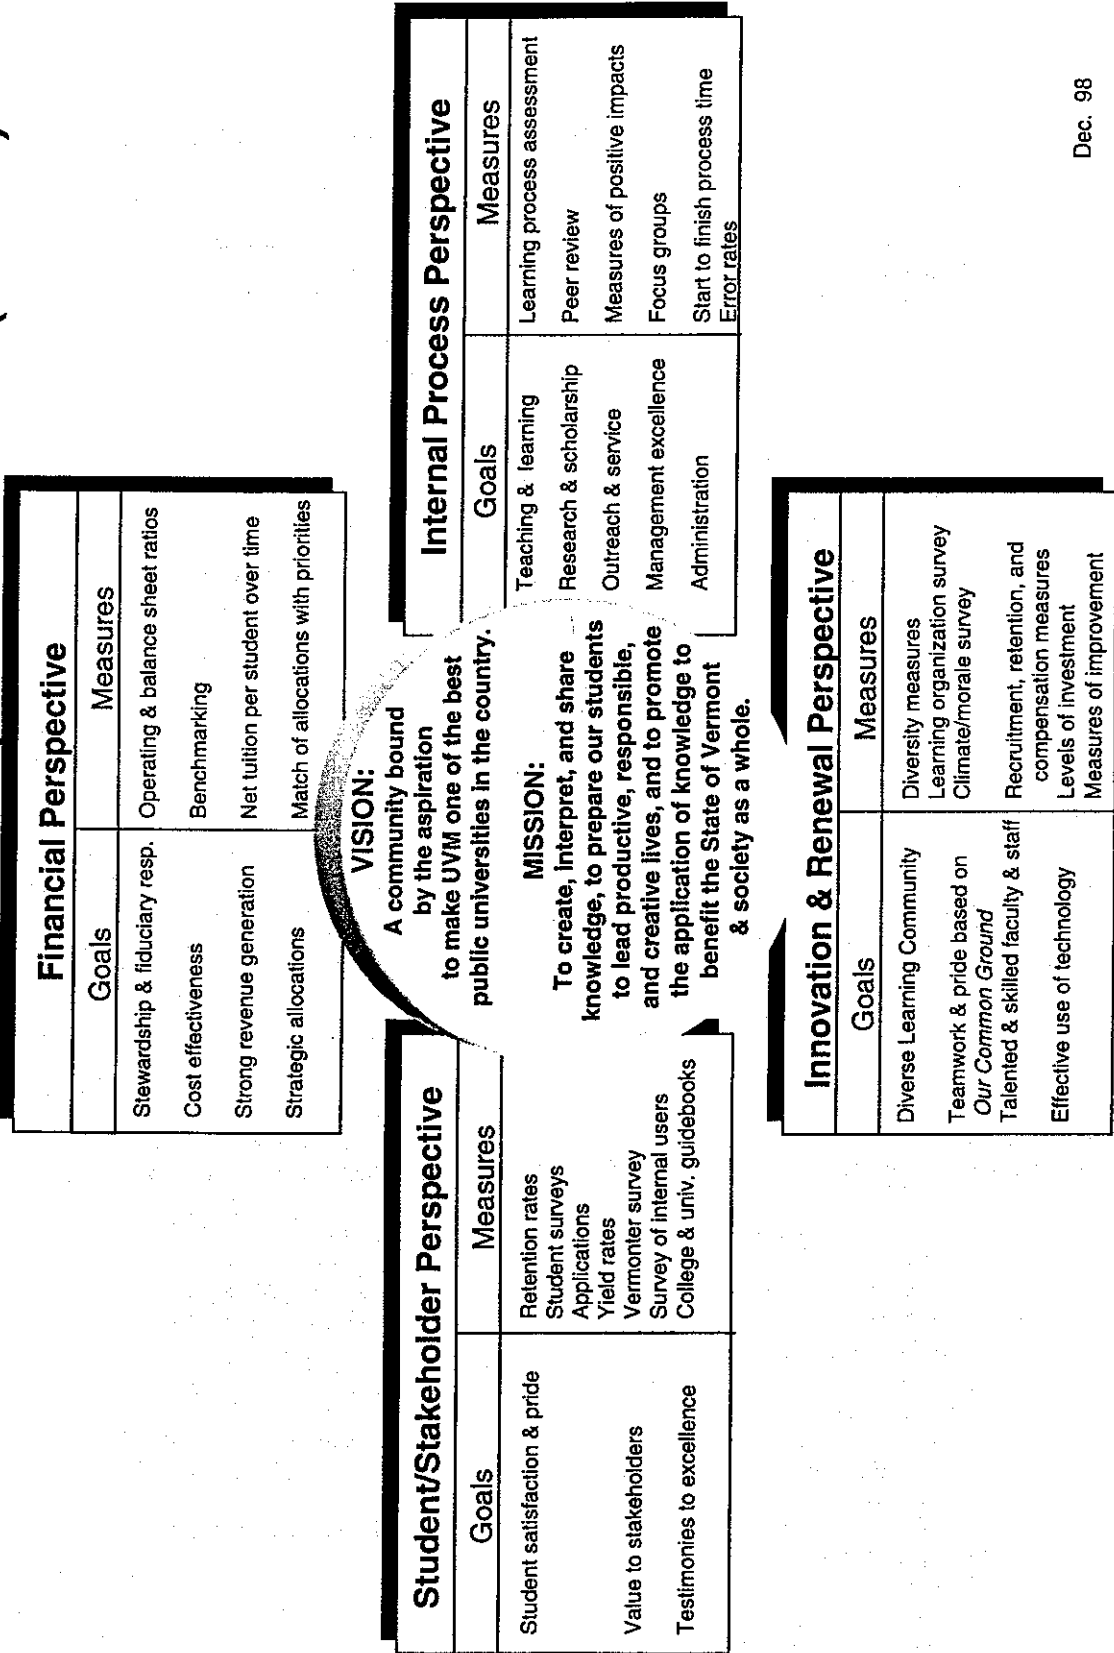 Financial Perspective
Goals Measures
Stewardship & fiduciary resp. Operating & balance sheet ratios
Cost effectiveness Benchmarking
Strong revenue generation Net tuition per student over time
Strategic allocations Match of allocations with priorities
Student/Stakeholder Perspective
Goals Measures
Student satisfaction & pride Retention rates
Student surveys
Applications
Yield rates
Value to stakeholders Vermonter survey
Survey of internal users
Testimonies to excellence College & univ. guidebooks
VISION:
A community bound
by the aspiration
to make UVM one of the best
public universities in the country.
MISSION:
To create, interpret, and share
knowledge, to prepare our students
to lead productive, responsible,
and creative lives, and to promote
the application of knowledge to
benefit the State of Vermont
& society as a whole.
Internal Process Perspective
Goals Measures
Teaching & learning Learning process assessment
Research & scholarship Peer review
Outreach & service Measures of positive impacts
Management excellence Focus groups
Administration Start to finish process time
Error rates
Innovation & Renewal Perspective
Goals Measures
Diverse Learning Community Diversity measures
Learning organization survey
Teamwork & pride based on Climate/morale survey
Our Common Ground
Talented & skilled faculty & staff Recruitment, retention, and
compensation measures
Effective use of technology Levels of investment
Measures of improvement
Dec. 98